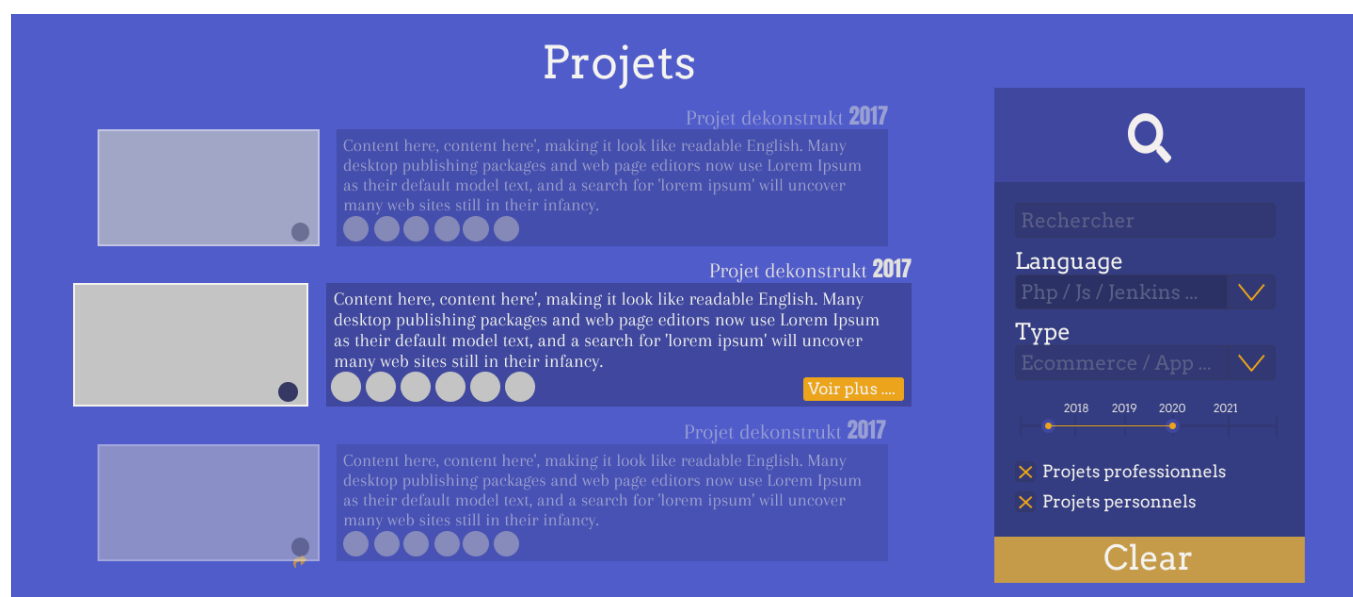 Projets
Projet dekonstrukt 2017
Content here, content here', making it look like readable English. Many
desktop publishing packages and web page editors now use Lorem Ipsum
as their default model text, and a search for 'lorem ipsum' will uncover
many web sites still in their infancy.
Projet dekonstrukt 2017
Content here, content here', making it look like readable English. Many
desktop publishing packages and web page editors now use Lorem Ipsum
as their default model text, and a search for 'lorem ipsum' will uncover
many web sites still in their infancy.
Voir plus ....
Projet dekonstrukt 2017
Content here, content here', making it look like readable English. Many
desktop publishing packages and web page editors now use Lorem Ipsum
as their default model text, and a search for 'lorem ipsum' will uncover
many web sites still in their infancy.
Rechercher
Language
Php / Js / Jenkins ...
Type
Ecommerce / App ...
2018 2019 2020 2021
Projets professionnels
Projets personnels
Clear